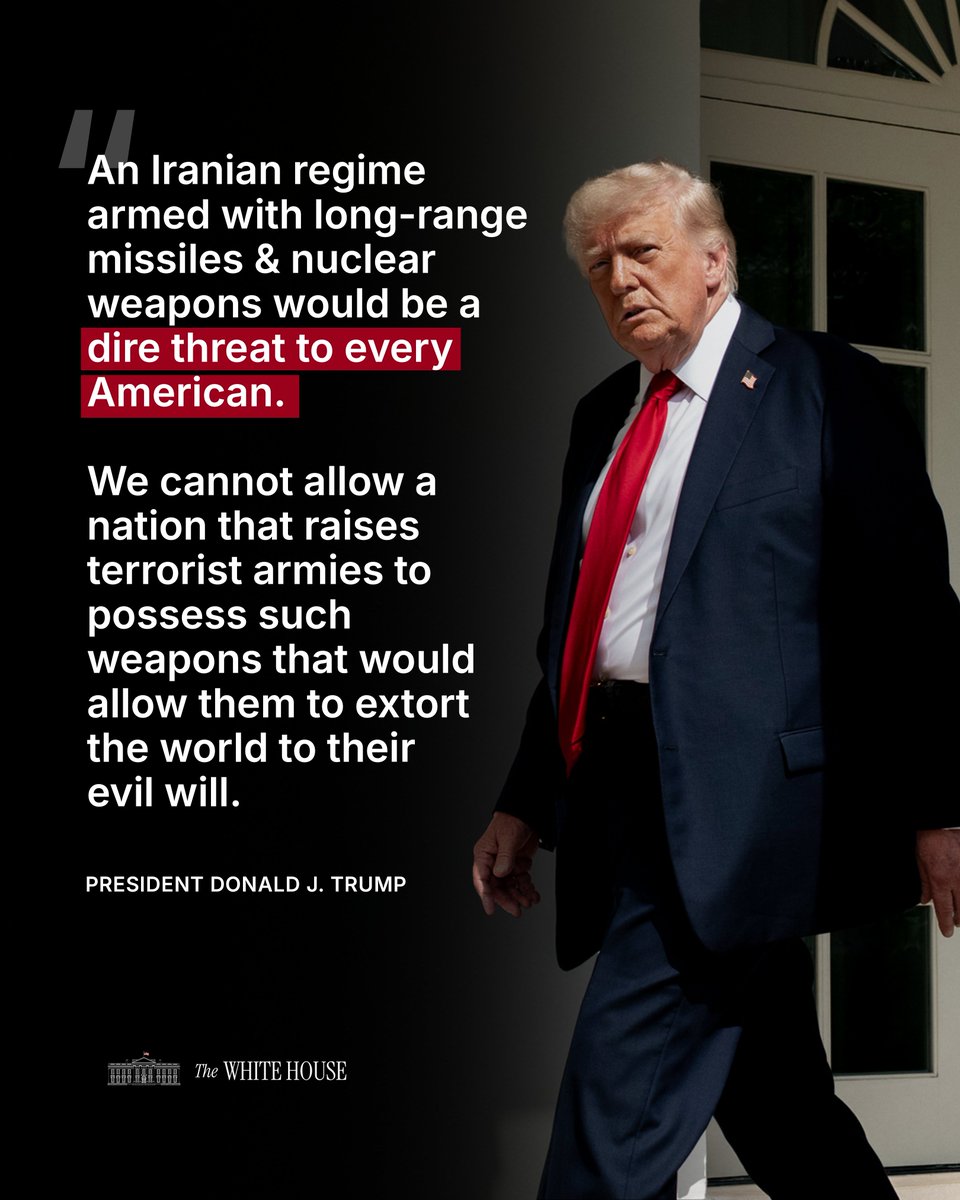 "
An Iranian regime
armed with long-range
missiles & nuclear
weapons would be a
dire threat to every
American.
We cannot allow a
nation that raises
terrorist armies to
possess such
weapons that would
allow them to extort
the world to their
evil will.
PRESIDENT DONALD J. TRUMP
The WHITE HOUSE